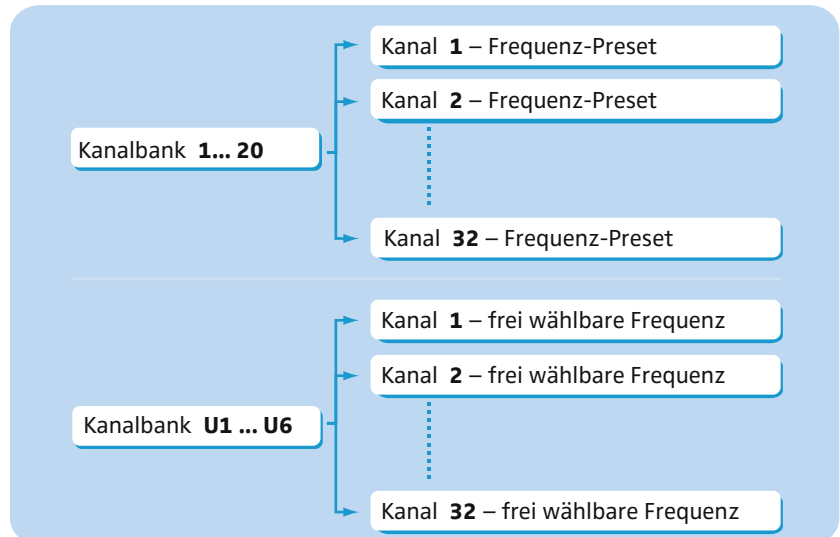 Kanal 1 – Frequenz-Preset
Kanal 2 – Frequenz-Preset
Kanalbank 1... 20
Kanal 32 – Frequenz-Preset
Kanal 1 – frei wählbare Frequenz
Kanal 2 – frei wählbare Frequenz
Kanalbank U1 ... U6
Kanal 32 – frei wählbare Frequenz